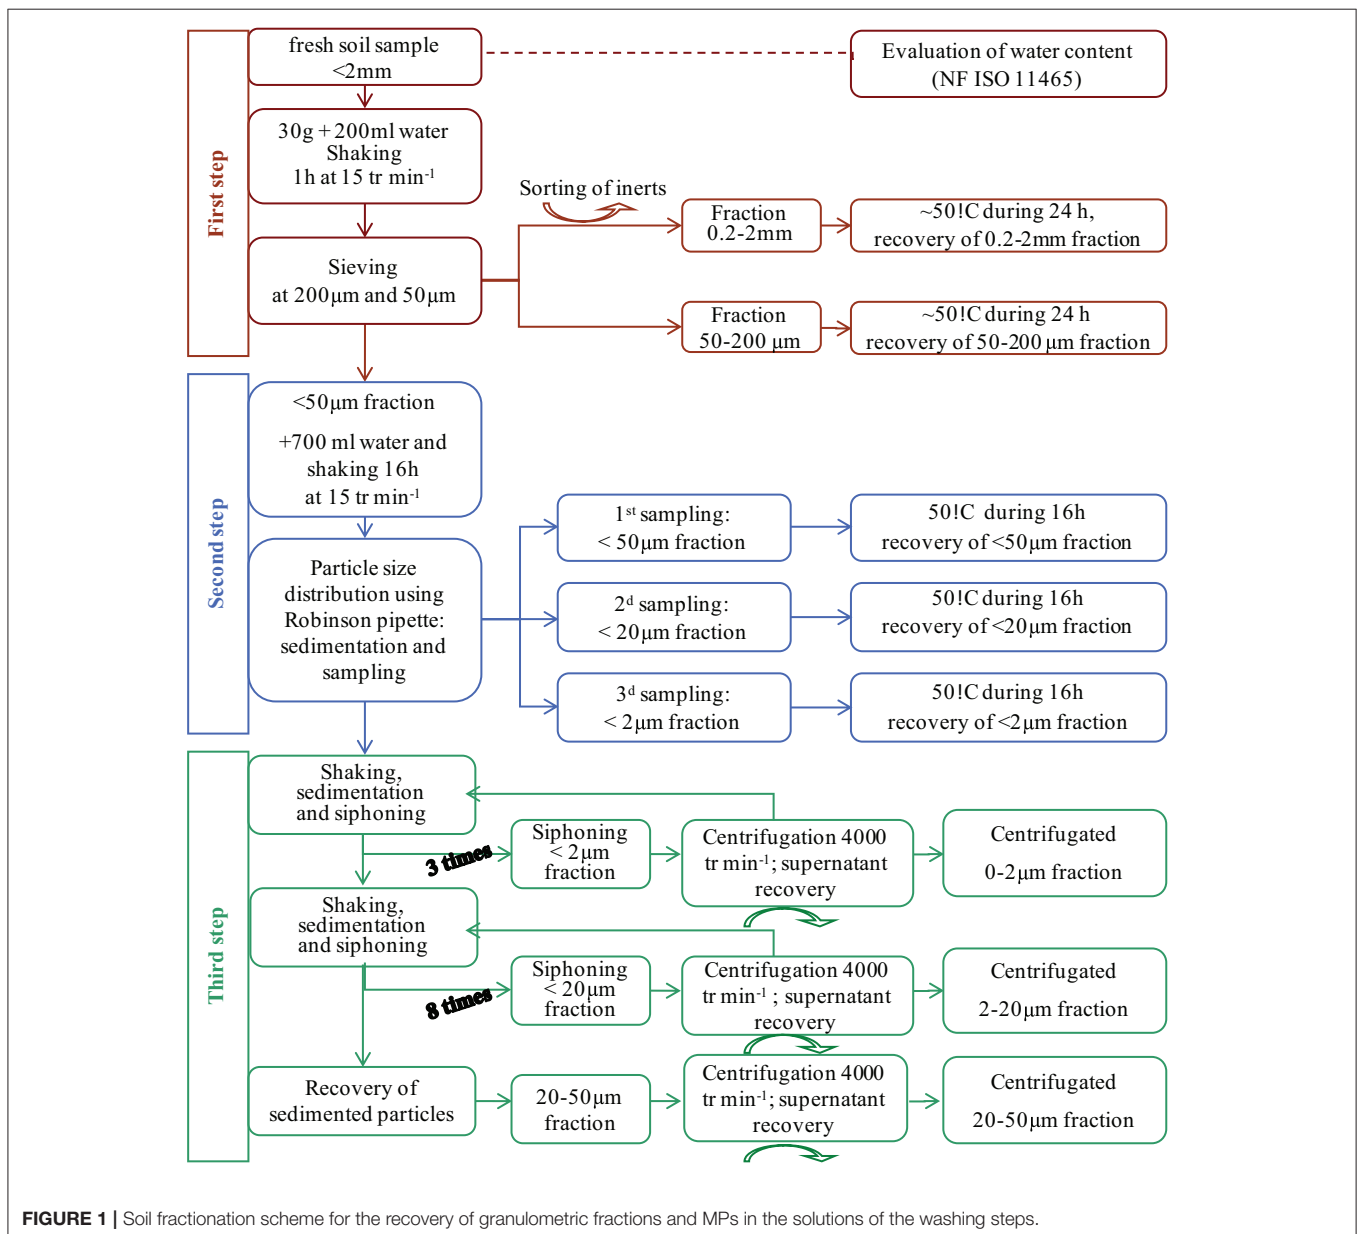 First step
fresh soil sample
<2mm
Evaluation of water content
(NF ISO 11465)
30g + 200ml water
Shaking
1h at 15 tr min-1
Sorting of inerts
Sieving
at 200µm and 50µm
Fraction
0.2-2mm
~50!C during 24 h,
recovery of 0.2-2mm fraction
Fraction
50-200 µm
~50!C during 24 h
recovery of 50-200 µm fraction
Second step
<50µm fraction
+700 ml water and
shaking 16h
at 15 tr min-1
Particle size
distribution using
Robinson pipette:
sedimentation and
sampling
1st sampling:
< 50µm fraction
50!C during 16h
recovery of <50µm fraction
2d sampling:
< 20µm fraction
50!C during 16h
recovery of <20µm fraction
3d sampling:
< 2µm fraction
50!C during 16h
recovery of <2µm fraction
Third step
Shaking,
sedimentation
and siphoning
3 times
Siphoning
< 2µm
fraction
Centrifugation 4000
tr min-1; supernatant
recovery
Centrifugated
0-2µm fraction
Shaking,
sedimentation
and siphoning
8 times
Siphoning
< 20µm
fraction
Centrifugation 4000
tr min-1 ; supernatant
recovery
Centrifugated
2-20µm fraction
Recovery of
sedimented particles
20-50µm
fraction
Centrifugation 4000
tr min-1; supernatant
recovery
Centrifugated
20-50µm fraction
FIGURE 1 | Soil fractionation scheme for the recovery of granulometric fractions and MPs in the solutions of the washing steps.